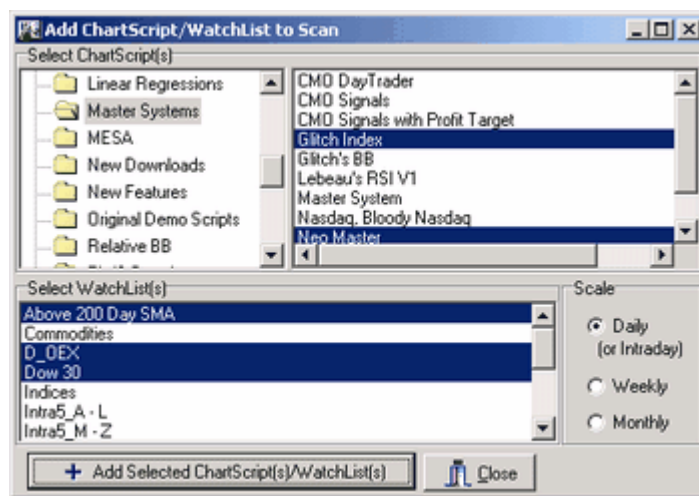 Add ChartScript/WatchList to Scan
Select ChartScript(s)
Linear Regressions
Master Systems
MESA
New Downloads
New Features
Original Demo Scripts
Relative BB
CMO DayTrader
CMO Signals
CMO Signals with Profit Target
Glitch Index
Glitch's BB
Lebeau's RSI V1
Master System
Nasdaq, Bloody Nasdaq
Neo Master
Select WatchList(s)
Above 200 Day SMA
Commodities
D_OEX
Dow 30
Indices
Intra5_A - L
Intra5_M - Z
Scale
Daily
(or Intraday)
Weekly
Monthly
Add Selected ChartScript(s)/WatchList(s)
Close